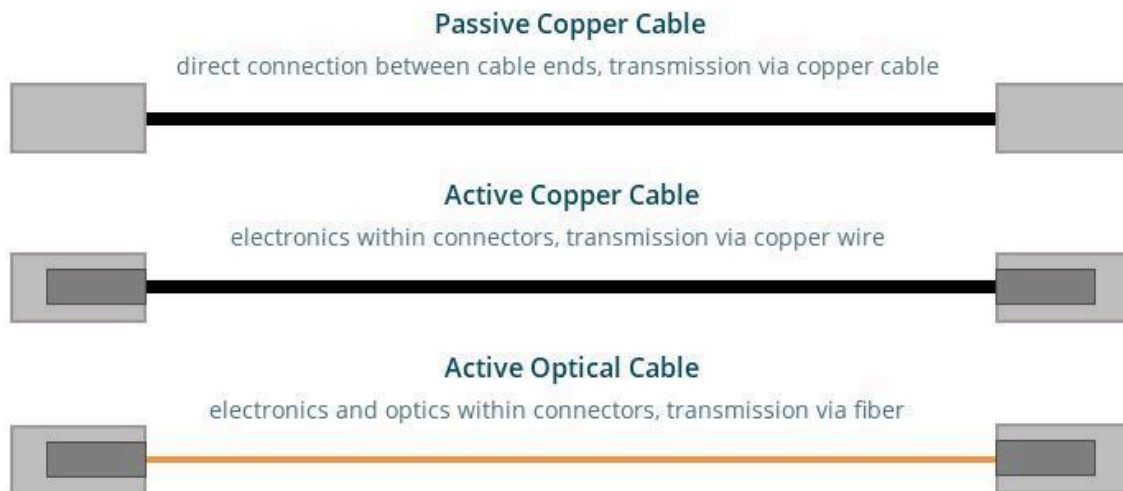 Passive Copper Cable
direct connection between cable ends, transmission via copper cable
Active Copper Cable
electronics within connectors, transmission via copper wire
Active Optical Cable
electronics and optics within connectors, transmission via fiber